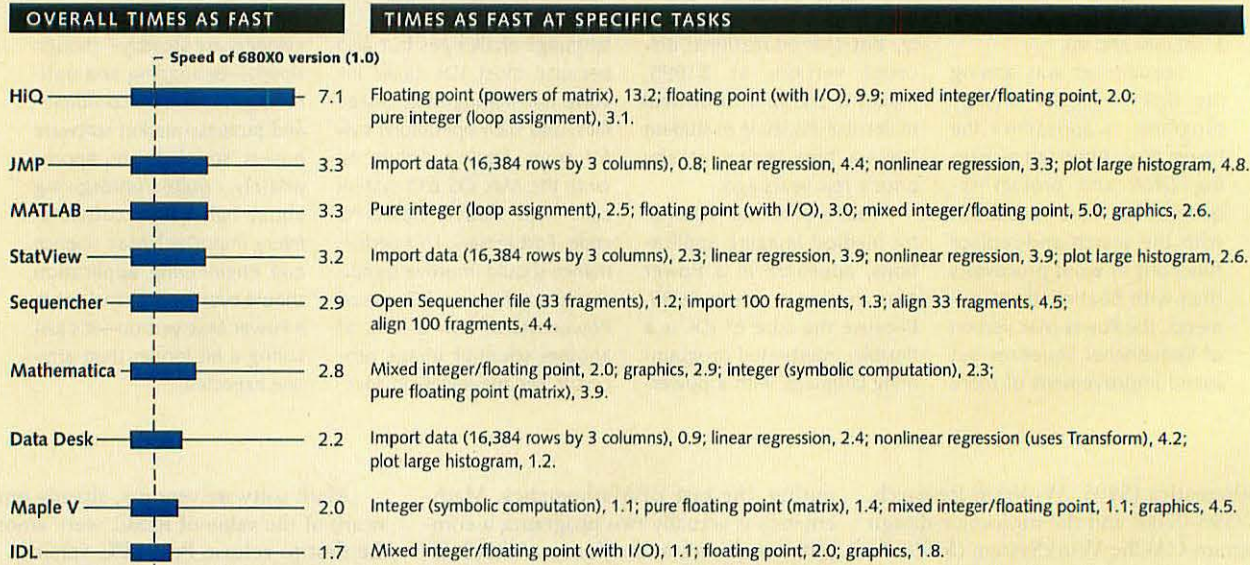 OVERALL TIMES AS FAST
TIMES AS FAST AT SPECIFIC TASKS
Speed of 680X0 version (1.0)
HiQ 7.1 Floating point (powers of matrix), 13.2; floating point (with I/O), 9.9; mixed integer/floating point, 2.0;
pure integer (loop assignment), 3.1.
JMP 3.3 Import data (16,384 rows by 3 columns), 0.8; linear regression, 4.4; nonlinear regression, 3.3; plot large histogram, 4.8.
MATLAB 3.3 Pure integer (loop assignment), 2.5; floating point (with I/O), 3.0; mixed integer/floating point, 5.0; graphics, 2.6.
StatView 3.2 Import data (16,384 rows by 3 columns), 2.3; linear regression, 3.9; nonlinear regression, 3.9; plot large histogram, 2.6.
Sequencher 2.9 Open Sequencher file (33 fragments), 1.2; import 100 fragments, 1.3; align 33 fragments, 4.5;
align 100 fragments, 4.4.
Mathematica 2.8 Mixed integer/floating point, 2.0; graphics, 2.9; integer (symbolic computation), 2.3;
pure floating point (matrix), 3.9.
Data Desk 2.2 Import data (16,384 rows by 3 columns), 0.9; linear regression, 2.4; nonlinear regression (uses Transform), 4.2;
plot large histogram, 1.2.
Maple V 2.0 Integer (symbolic computation), 1.1; pure floating point (matrix), 1.4; mixed integer/floating point, 1.1; graphics, 4.5.
IDL 1.7 Mixed integer/floating point (with I/O), 1.1; floating point, 2.0; graphics, 1.8.